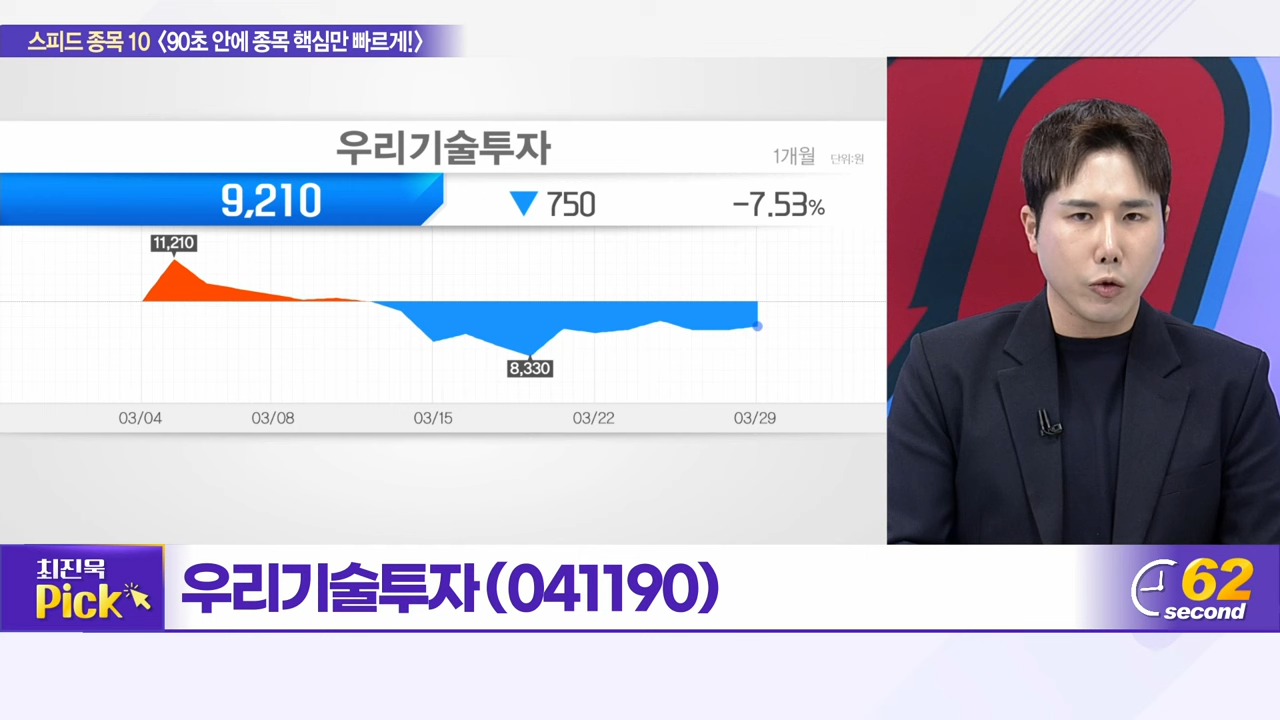 스피드 종목 10 〈90초 안에 종목 핵심만 빠르게!〉
우리기술투자
1개월 단위:원
9,210 ▼ 750 -7.53%
11,210
8,330
03/04 03/08 03/15 03/22 03/29
최진욱
Pick
우리기술투자(041190)
62
second